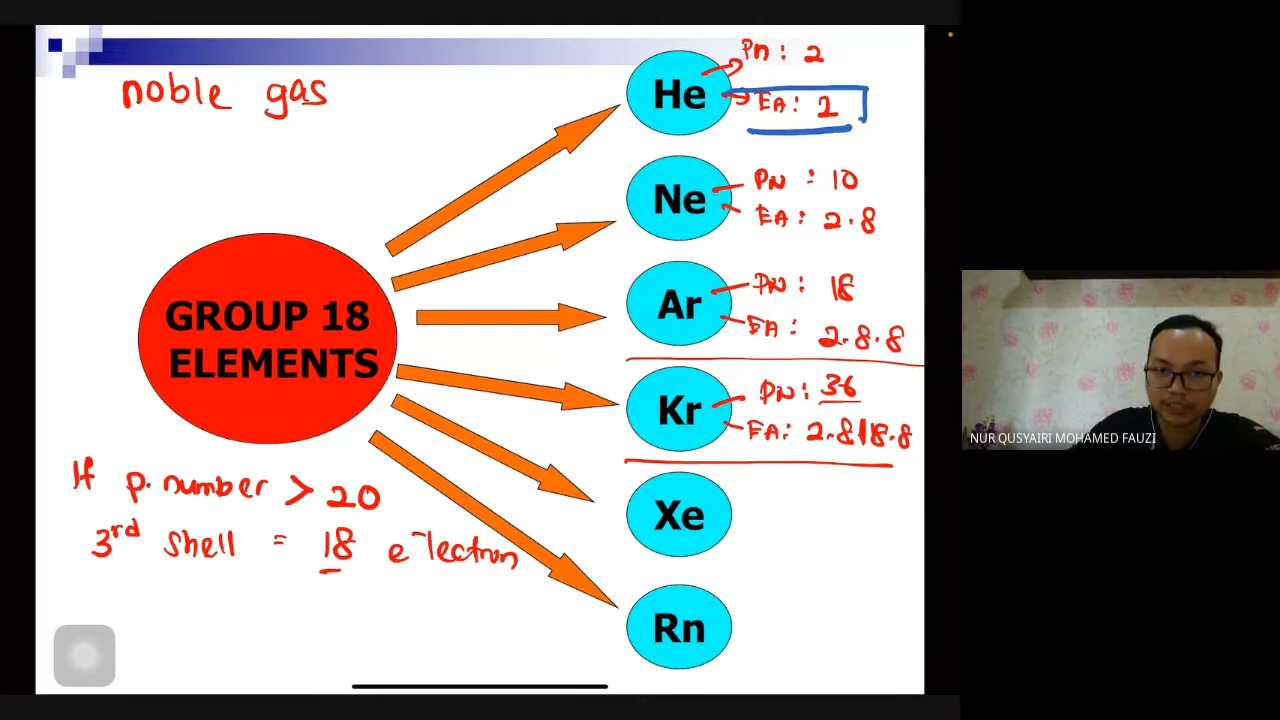 noble gas
GROUP 18
ELEMENTS
He
Pn : 2
EA : 2
Ne
PN : 10
EA : 2.8
Ar
PN : 18
EA : 2.8.8
Kr
PN : 36
EA : 2.8.18.8
Xe
Rn
If p. number > 20
3rd shell = 18 e-lectron
NUR QUSYAIRI MOHAMED FAUZI